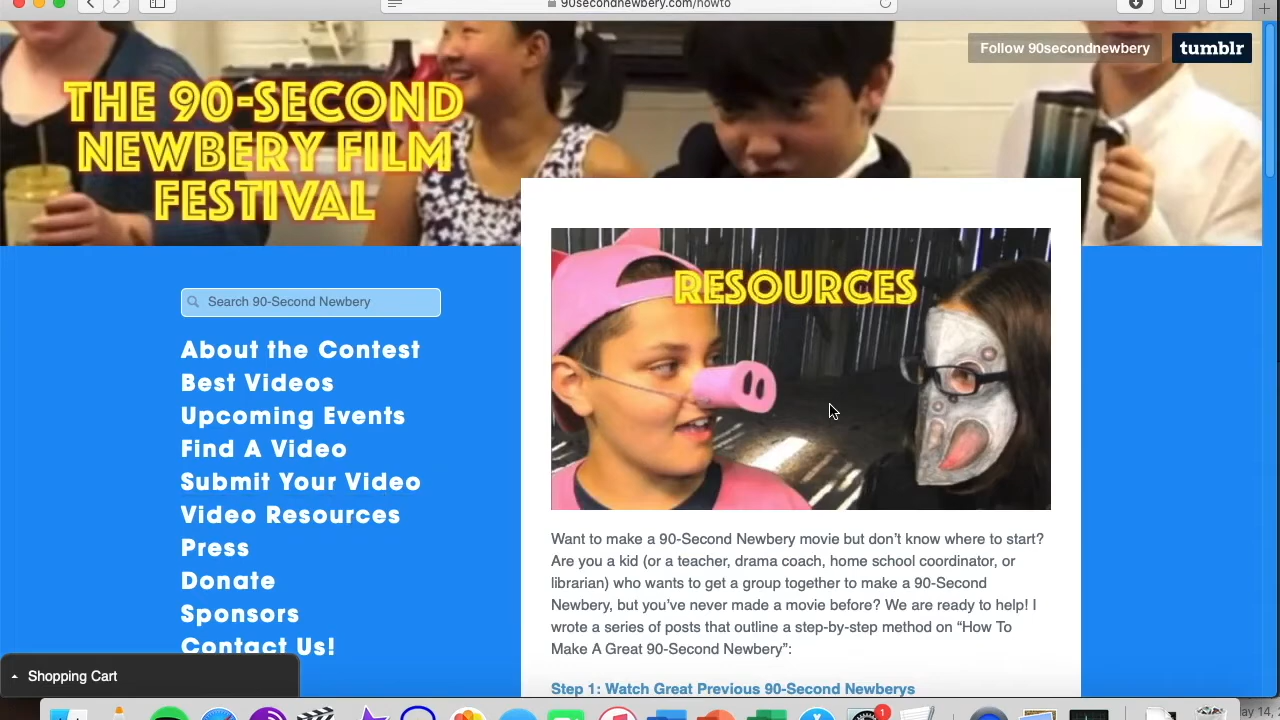 90secondnewbery.com/howto
Follow 90secondnewbery
tumblr
THE 90-SECOND
NEWBERY FILM
FESTIVAL
RESOURCES
Search 90-Second Newbery
About the Contest
Best Videos
Upcoming Events
Find A Video
Submit Your Video
Video Resources
Press
Donate
Sponsors
Contact Us!
Want to make a 90-Second Newbery movie but don’t know where to start?
Are you a kid (or a teacher, drama coach, home school coordinator, or
librarian) who wants to get a group together to make a 90-Second
Newbery, but you’ve never made a movie before? We are ready to help! I
wrote a series of posts that outline a step-by-step method on “How To
Make A Great 90-Second Newbery”:
Step 1: Watch Great Previous 90-Second Newberys
Shopping Cart
1
14,